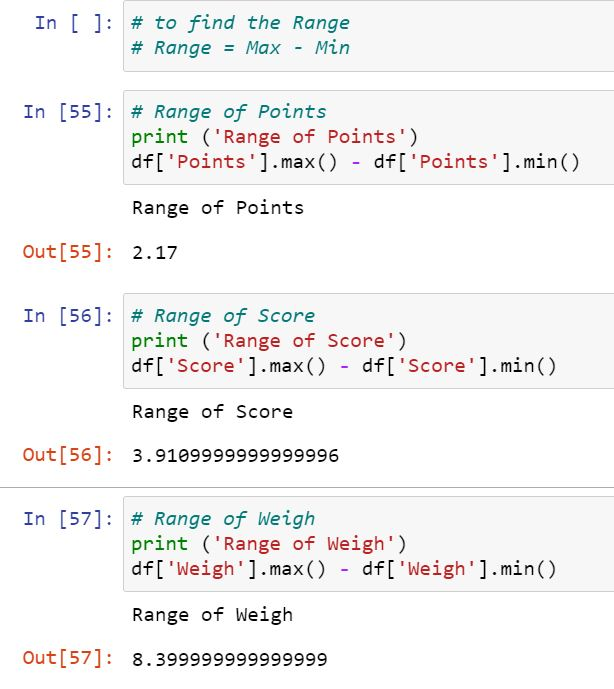 In [ ]: # to find the Range
# Range = Max - Min
In [55]: # Range of Points
print ('Range of Points')
df['Points'].max() - df['Points'].min()
Range of Points
Out[55]: 2.17
In [56]: # Range of Score
print ('Range of Score')
df['Score'].max() - df['Score'].min()
Range of Score
Out[56]: 3.9109999999999996
In [57]: # Range of Weigh
print ('Range of Weigh')
df['Weigh'].max() - df['Weigh'].min()
Range of Weigh
Out[57]: 8.399999999999999